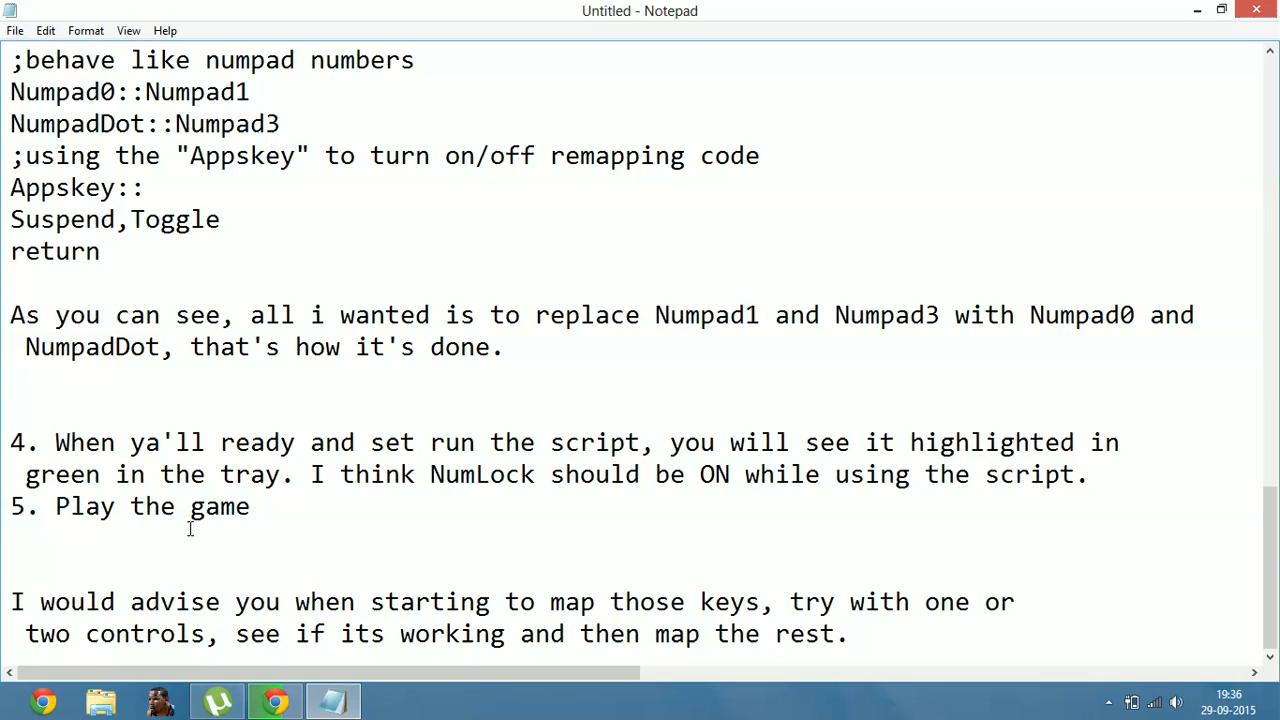 Untitled - Notepad
File Edit Format View Help
;behave like numpad numbers
Numpad0::Numpad1
NumpadDot::Numpad3
;using the "Appskey" to turn on/off remapping code
Appskey::
Suspend,Toggle
return
As you can see, all i wanted is to replace Numpad1 and Numpad3 with Numpad0 and
NumpadDot, that's how it's done.
4. When ya'll ready and set run the script, you will see it highlighted in
green in the tray. I think NumLock should be ON while using the script.
5. Play the game
I would advise you when starting to map those keys, try with one or
two controls, see if its working and then map the rest.
19:36
29-09-2015